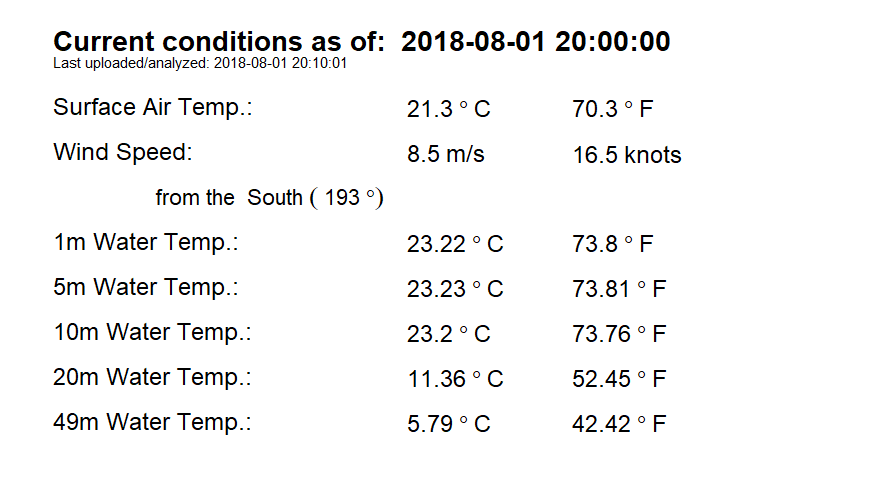 Current conditions as of:  2018-08-01 20:00:00
Last uploaded/analyzed: 2018-08-01 20:10:01
Surface Air Temp.: 21.3 ° C 70.3 ° F
Wind Speed: 8.5 m/s 16.5 knots
from the  South ( 193 °)
1m Water Temp.: 23.22 ° C 73.8 ° F
5m Water Temp.: 23.23 ° C 73.81 ° F
10m Water Temp.: 23.2 ° C 73.76 ° F
20m Water Temp.: 11.36 ° C 52.45 ° F
49m Water Temp.: 5.79 ° C 42.42 ° F